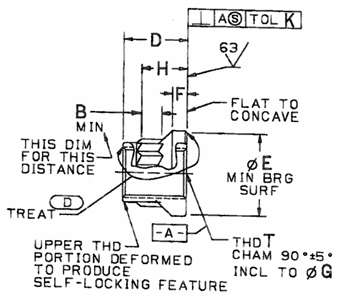 D
⊥ A Ⓢ TOL K
H
63
F
B
MIN
FLAT TO
CONCAVE
THIS DIM
FOR THIS
DISTANCE
ØE
MIN BRG
SURF
D
TREAT
-A-
UPPER THD
PORTION DEFORMED
TO PRODUCE
SELF-LOCKING FEATURE
THD T
CHAM 90°±5°
INCL TO ØG